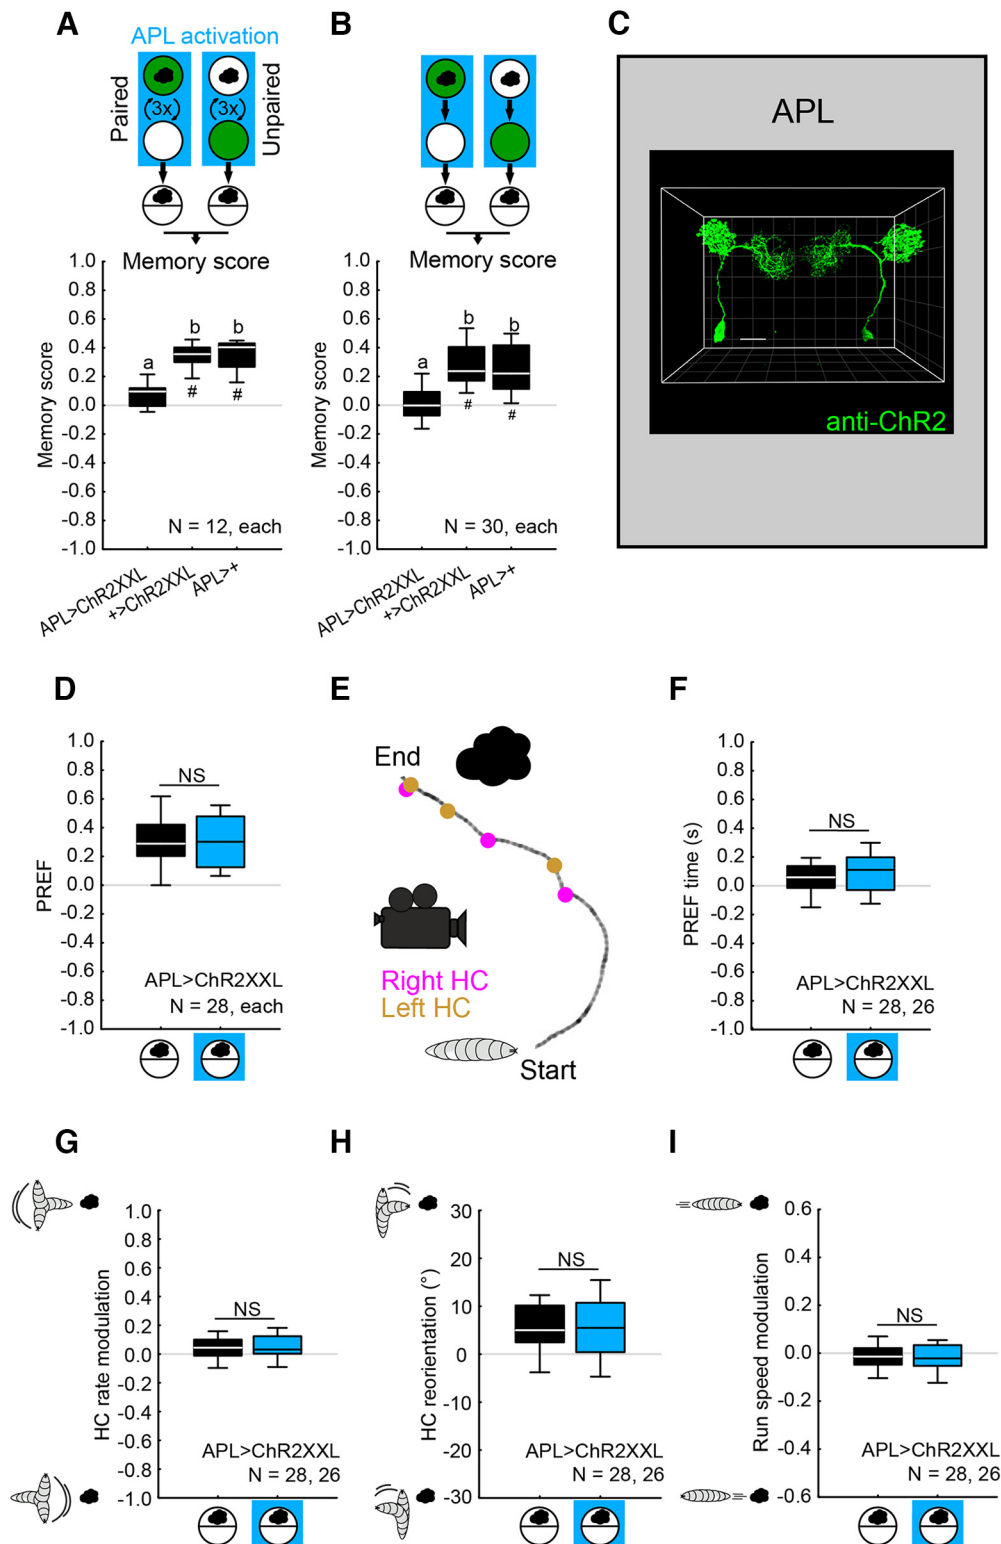 A
APL activation
Paired
3x
3x
Unpaired
Memory score
1.0
0.8
0.6
0.4
0.2
0.0
-0.2
-0.4
-0.6
-0.8
-1.0
Memory score
a
b
b
#
#
N = 12, each
APL>ChR2XXL
+>ChR2XXL
APL>+
B
Memory score
1.0
0.8
0.6
0.4
0.2
0.0
-0.2
-0.4
-0.6
-0.8
-1.0
Memory score
a
b
b
#
#
N = 30, each
APL>ChR2XXL
+>ChR2XXL
APL>+
C
APL
anti-ChR2
D
1.0
0.8
0.6
0.4
0.2
0.0
-0.2
-0.4
-0.6
-0.8
-1.0
PREF
NS
APL>ChR2XXL
N = 28, each
E
End
Right HC
Left HC
Start
F
1.0
0.8
0.6
0.4
0.2
0.0
-0.2
-0.4
-0.6
-0.8
-1.0
PREF time (s)
NS
APL>ChR2XXL
N = 28, 26
G
1.0
0.8
0.6
0.4
0.2
0.0
-0.2
-0.4
-0.6
-0.8
-1.0
HC rate modulation
NS
APL>ChR2XXL
N = 28, 26
H
30
20
10
0
-10
-20
-30
HC reorientation (°)
NS
APL>ChR2XXL
N = 28, 26
I
0.6
0.4
0.2
0.0
-0.2
-0.4
-0.6
Run speed modulation
NS
APL>ChR2XXL
N = 28, 26